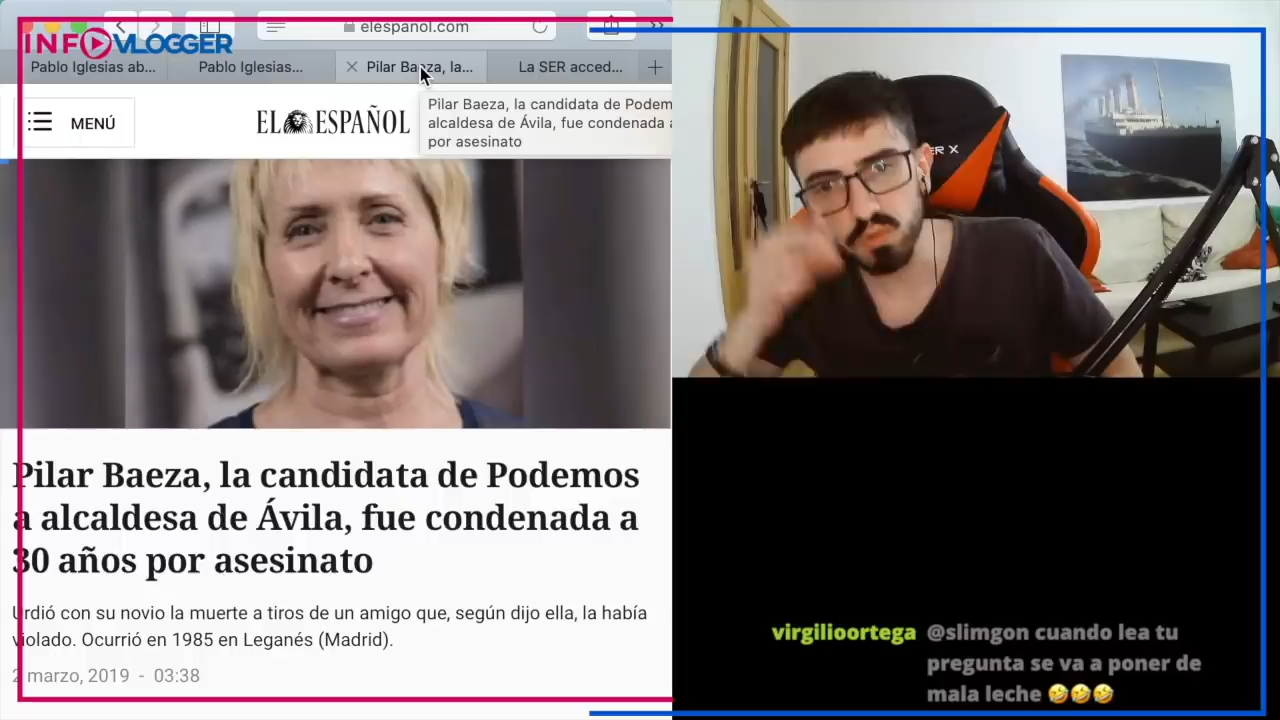 INFOVLOGGER
elespanol.com
Pablo Iglesias ab...
Pablo Iglesias...
Pilar Baeza, la...
La SER acced...
MENÚ
EL ESPAÑOL
Pilar Baeza, la candidata de Podem
alcaldesa de Ávila, fue condenada a
por asesinato
ER X
Pilar Baeza, la candidata de Podemos
a alcaldesa de Ávila, fue condenada a
30 años por asesinato
Urdió con su novio la muerte a tiros de un amigo que, según dijo ella, la había
violado. Ocurrió en 1985 en Leganés (Madrid).
2 marzo, 2019 - 03:38
virgilioortega @slimgon cuando lea tu
pregunta se va a poner de
mala leche 🤣🤣🤣